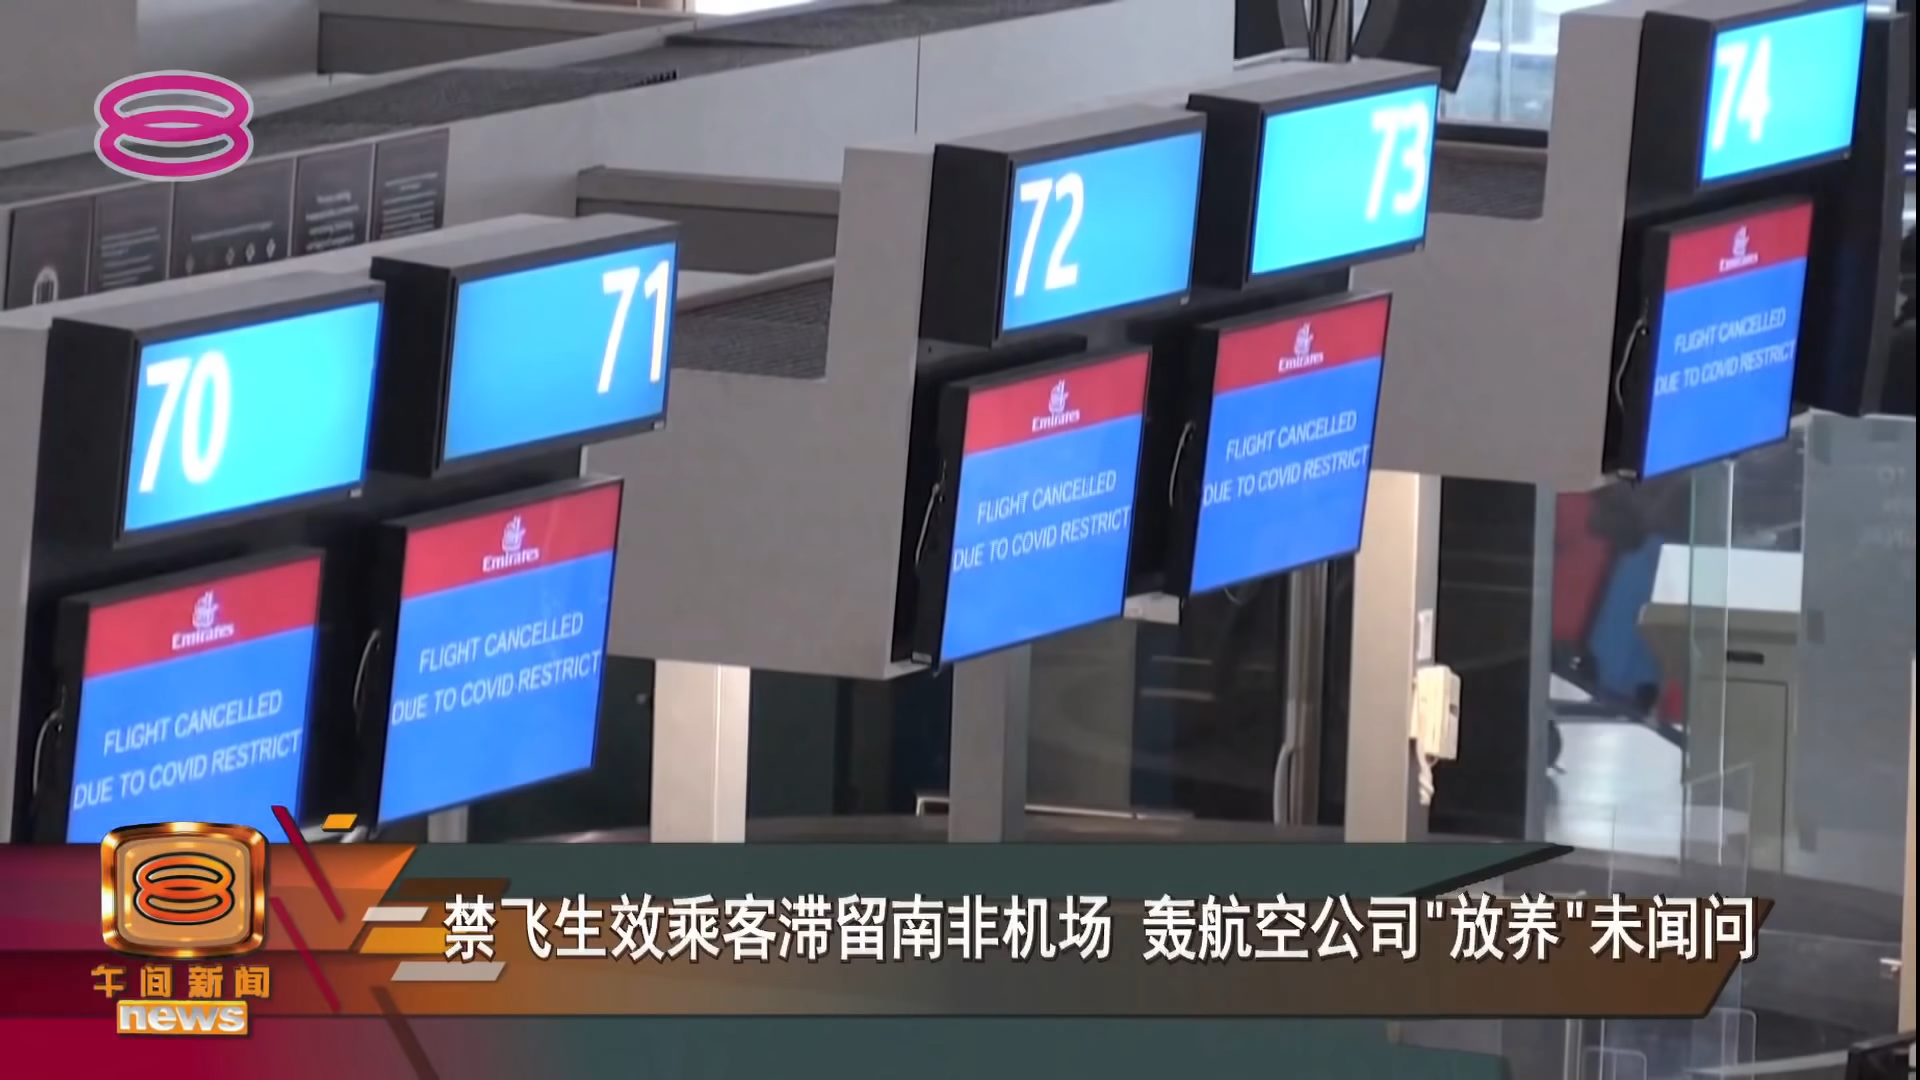 74
73
72
71
70
Emirates
FLIGHT CANCELLED
DUE TO COVID RESTRICT
Emirates
FLIGHT CANCELLED
DUE TO COVID RESTRICT
Emirates
FLIGHT CANCELLED
DUE TO COVID RESTRICT
Emirates
FLIGHT CANCELLED
DUE TO COVID RESTRICT
Emirates
FLIGHT CANCELLED
DUE TO COVID RESTRICT
禁飞生效乘客滞留南非机场 轰航空公司"放养"未闻问
午间新闻
news